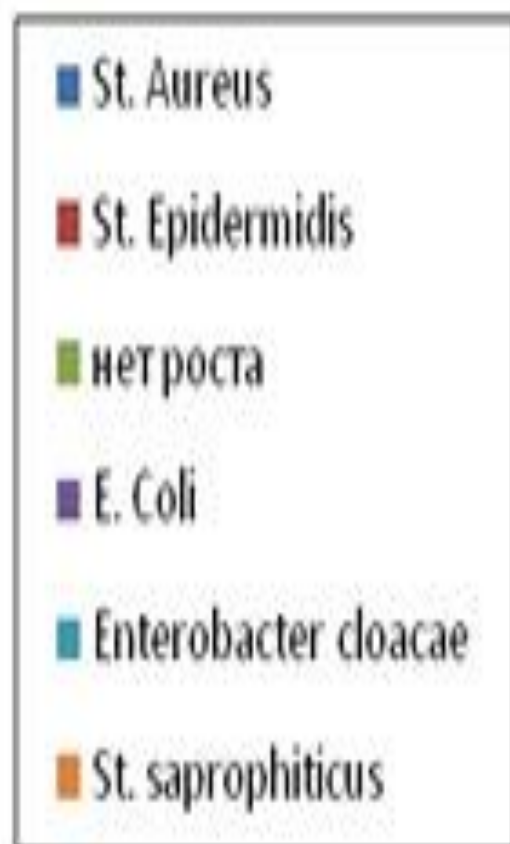 St. Aureus
St. Epidermidis
нет роста
E. Coli
Enterobacter cloacae
St. saprophiticus